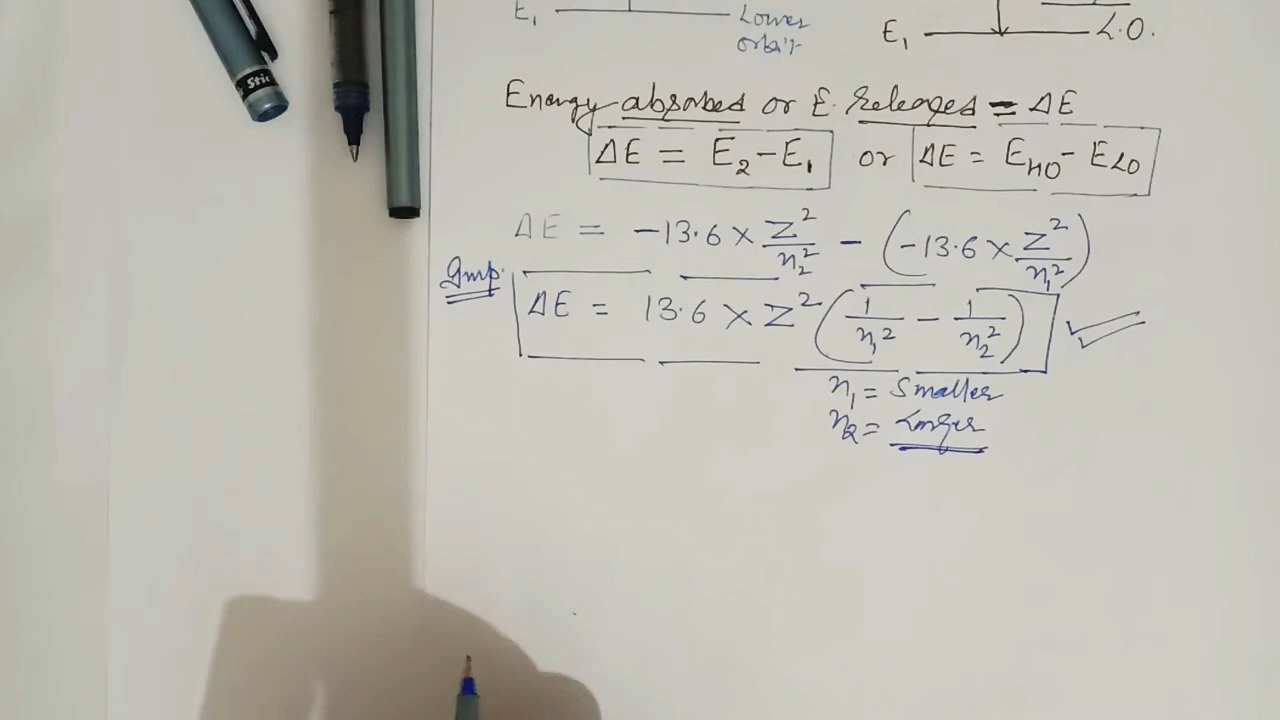 E₁ Lower
orbit
E₁ L.O.
Energy absorbed or E. releases = ΔE
ΔE = E₂ - E₁ or ΔE = E_HO - E_LO
ΔE = -13.6 × Z²/n₂² - (-13.6 × Z²/n₁²)
Imp.
ΔE = 13.6 × Z² (1/n₁² - 1/n₂²)
n₁ = Smaller
n₂ = Larger
Stic